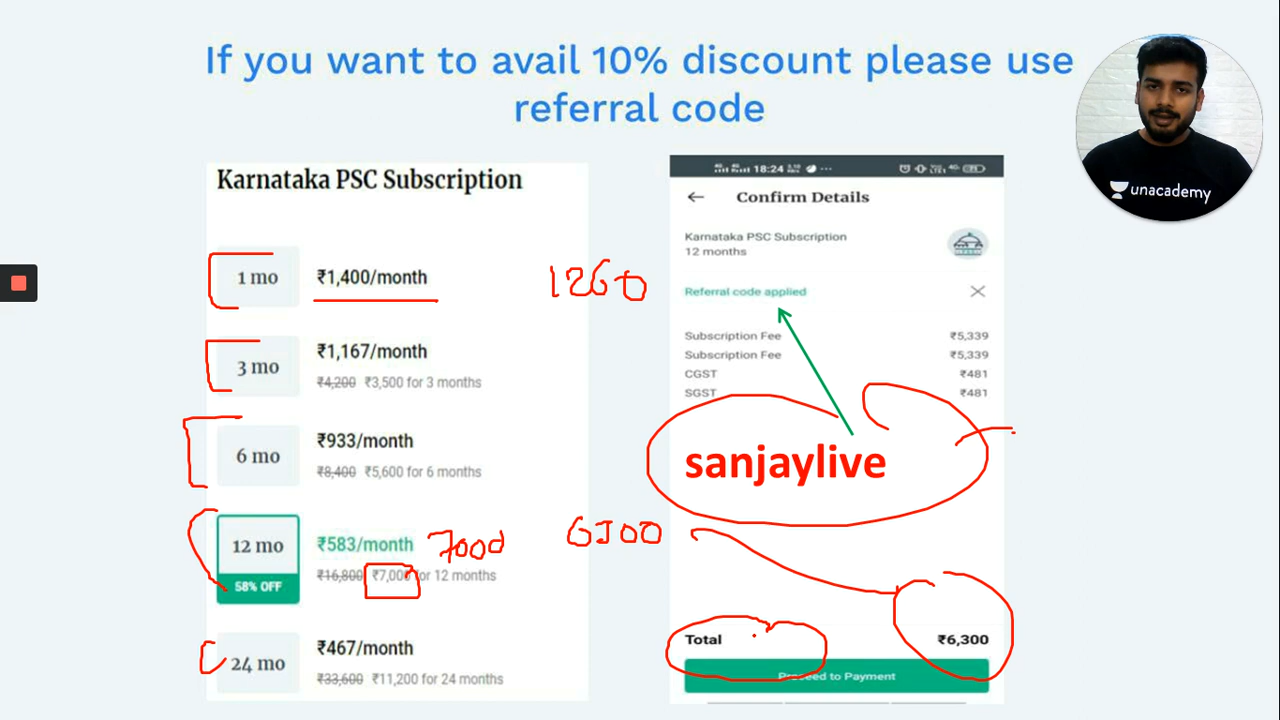 If you want to avail 10% discount please use
referral code
Karnataka PSC Subscription
1 mo
₹1,400/month
1260
3 mo
₹1,167/month
₹4,200 ₹3,500 for 3 months
6 mo
₹933/month
₹8,400 ₹5,600 for 6 months
12 mo
58% OFF
₹583/month
7000
₹16,800 ₹7,000 for 12 months
6300
24 mo
₹467/month
₹33,600 ₹11,200 for 24 months
18:24
Confirm Details
Karnataka PSC Subscription
12 months
Referral code applied
Subscription Fee ₹5,339
Subscription Fee ₹5,339
CGST ₹481
SGST ₹481
sanjaylive
Total ₹6,300
Proceed to Payment
unacademy